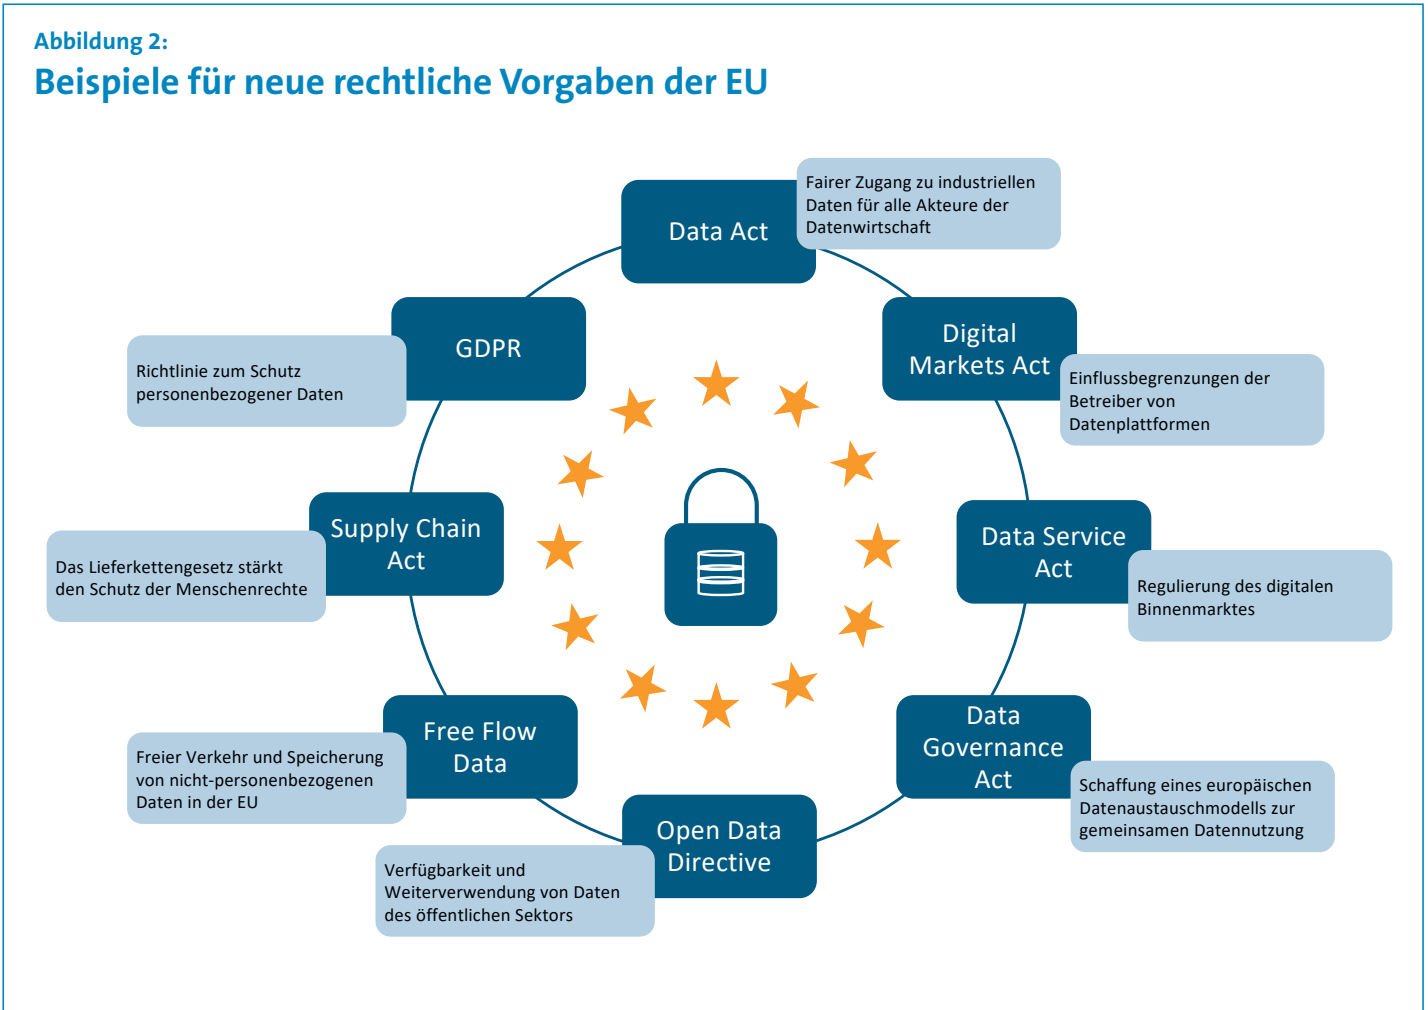 Abbildung 2:
Beispiele für neue rechtliche Vorgaben der EU
Data Act
Fairer Zugang zu industriellen
Daten für alle Akteure der
Datenwirtschaft
Digital
Markets Act
Einflussbegrenzungen der
Betreiber von
Datenplattformen
Data Service
Act
Regulierung des digitalen
Binnenmarktes
Data
Governance
Act
Schaffung eines europäischen
Datenaustauschmodells zur
gemeinsamen Datennutzung
Open Data
Directive
Verfügbarkeit und
Weiterverwendung von Daten
des öffentlichen Sektors
Free Flow
Data
Freier Verkehr und Speicherung
von nicht-personenbezogenen
Daten in der EU
Supply Chain
Act
Das Lieferkettengesetz stärkt
den Schutz der Menschenrechte
GDPR
Richtlinie zum Schutz
personenbezogener Daten